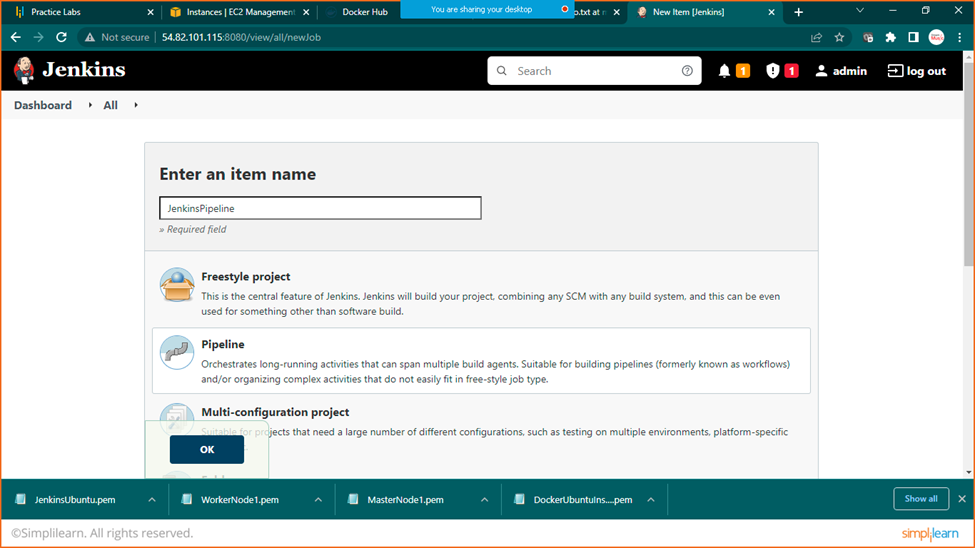 Practice Labs
Instances | EC2 Management
Docker Hub
You are sharing your desktop
o.txt at
New Item [Jenkins]
Not secure
54.82.101.115:8080/view/all/newJob
Jenkins
Search
1
1
admin
log out
Dashboard
All
Enter an item name
JenkinsPipeline
» Required field
Freestyle project
This is the central feature of Jenkins. Jenkins will build your project, combining any SCM with any build system, and this can be even
used for something other than software build.
Pipeline
Orchestrates long-running activities that can span multiple build agents. Suitable for building pipelines (formerly known as workflows)
and/or organizing complex activities that do not easily fit in free-style job type.
Multi-configuration project
Suitable for projects that need a large number of different configurations, such as testing on multiple environments, platform-specific
OK
JenkinsUbuntu.pem
WorkerNode1.pem
MasterNode1.pem
DockerUbuntuIns....pem
Show all
©Simplilearn. All rights reserved.
simplilearn